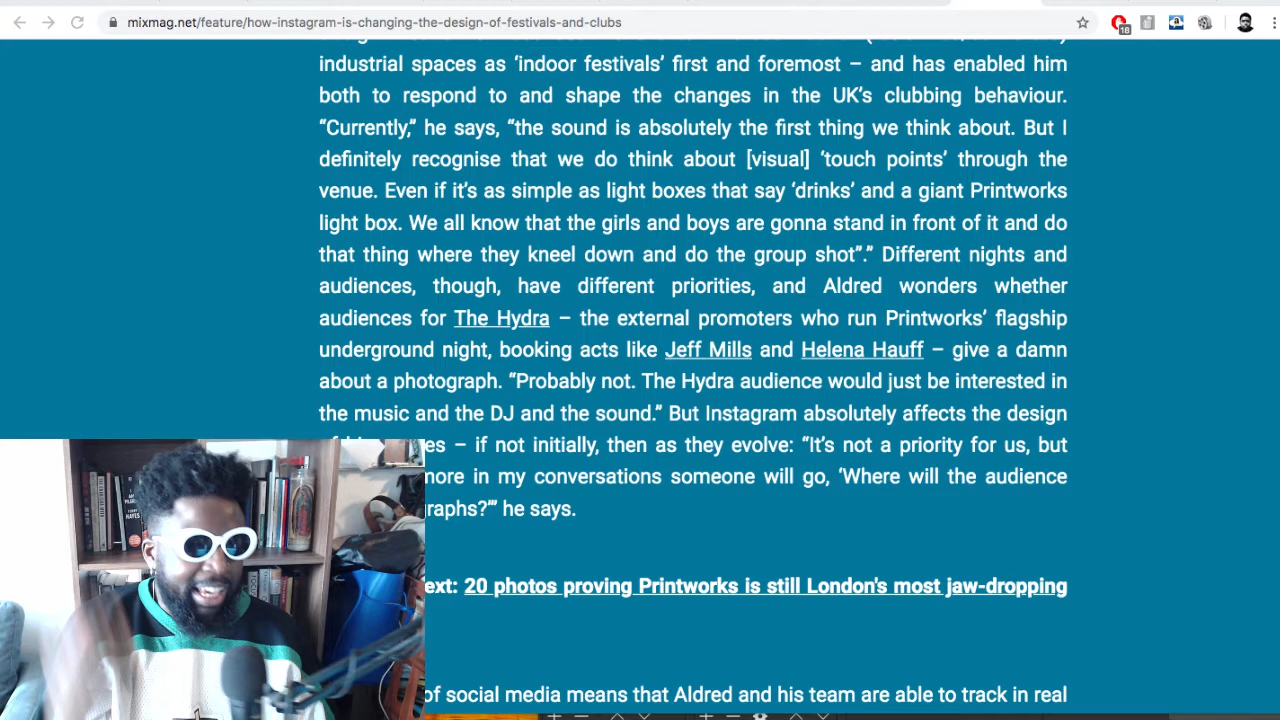 mixmag.net/feature/how-instagram-is-changing-the-design-of-festivals-and-clubs
18
industrial spaces as ‘indoor festivals’ first and foremost – and has enabled him
both to respond to and shape the changes in the UK’s clubbing behaviour.
“Currently,” he says, “the sound is absolutely the first thing we think about. But I
definitely recognise that we do think about [visual] ‘touch points’ through the
venue. Even if it’s as simple as light boxes that say ‘drinks’ and a giant Printworks
light box. We all know that the girls and boys are gonna stand in front of it and do
that thing where they kneel down and do the group shot”.” Different nights and
audiences, though, have different priorities, and Aldred wonders whether
audiences for The Hydra – the external promoters who run Printworks’ flagship
underground night, booking acts like Jeff Mills and Helena Hauff – give a damn
about a photograph. “Probably not. The Hydra audience would just be interested in
the music and the DJ and the sound.” But Instagram absolutely affects the design
– if not initially, then as they evolve: “It’s not a priority for us, but
more in my conversations someone will go, ‘Where will the audience
raphs?’” he says.
ext: 20 photos proving Printworks is still London's most jaw-dropping
of social media means that Aldred and his team are able to track in real